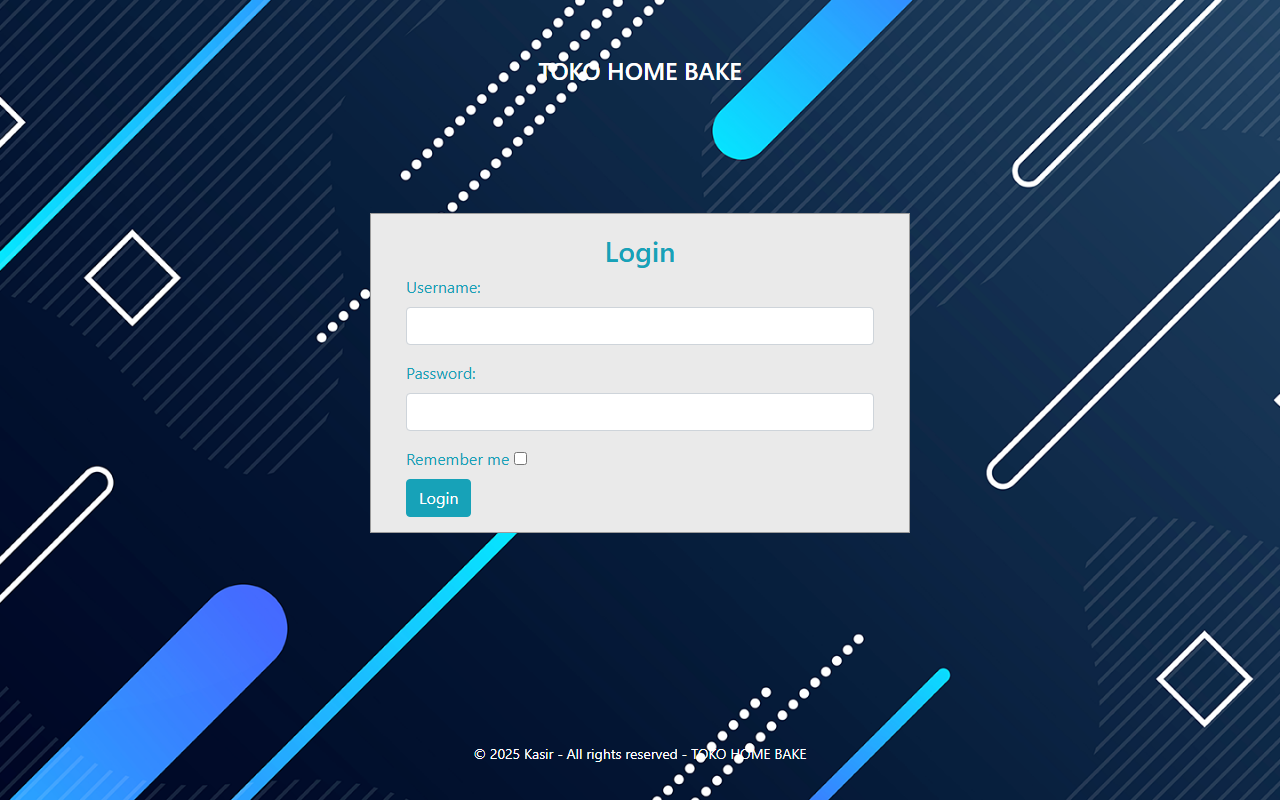 TOKO HOME BAKE
Login
Username:
Password:
Remember me
Login
© 2025 Kasir - All rights reserved - TOKO HOME BAKE